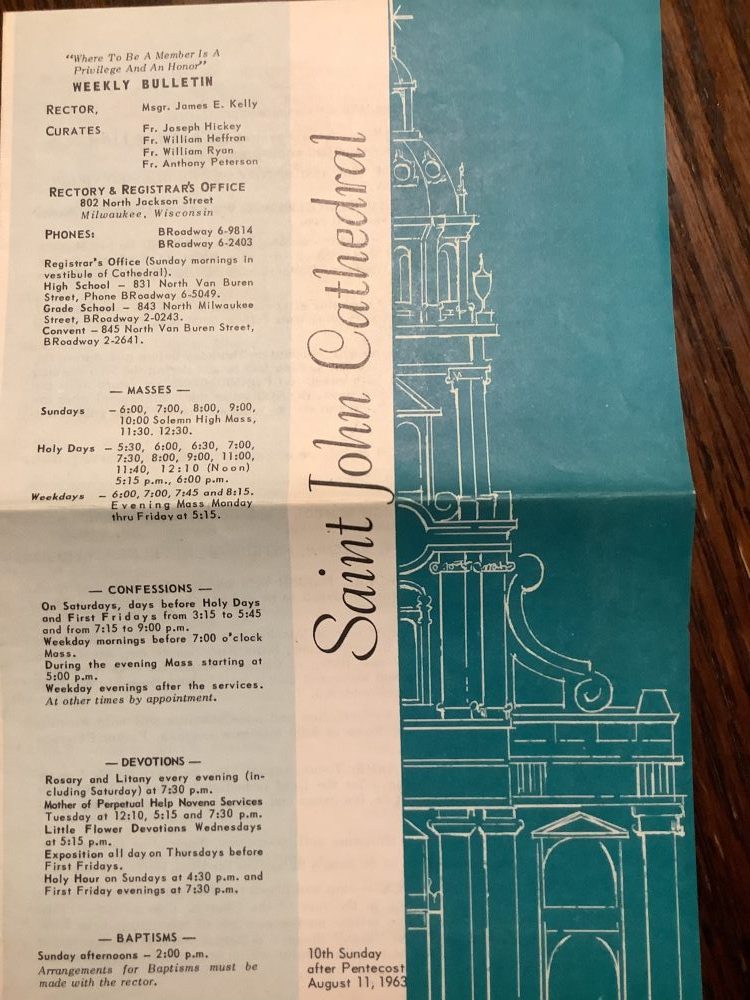 "Where To Be A Member Is A
Privilege And An Honor"
WEEKLY BULLETIN
RECTOR, Msgr. James E. Kelly
CURATES Fr. Joseph Hickey
Fr. William Heffron
Fr. William Ryan
Fr. Anthony Peterson
RECTORY & REGISTRAR'S OFFICE
802 North Jackson Street
Milwaukee, Wisconsin
PHONES: BRoadway 6-9814
BRoadway 6-2403
Registrar's Office (Sunday mornings in
vestibule of Cathedral).
High School – 831 North Van Buren
Street, Phone BRoadway 6-5049.
Grade School – 843 North Milwaukee
Street, BRoadway 2-0243.
Convent – 845 North Van Buren Street,
BRoadway 2-2641.
— MASSES —
Sundays – 6:00, 7:00, 8:00, 9:00,
10:00 Solemn High Mass,
11:30. 12:30.
Holy Days – 5:30, 6:00, 6:30, 7:00,
7:30, 8:00, 9:00, 11:00,
11:40, 12:10 (Noon)
5:15 p.m., 6:00 p.m.
Weekdays – 6:00, 7:00, 7:45 and 8:15.
Evening Mass Monday
thru Friday at 5:15.
— CONFESSIONS —
On Saturdays, days before Holy Days
and First Fridays from 3:15 to 5:45
and from 7:15 to 9:00 p.m.
Weekday mornings before 7:00 o'clock
Mass.
During the evening Mass starting at
5:00 p.m.
Weekday evenings after the services.
At other times by appointment.
— DEVOTIONS —
Rosary and Litany every evening (in-
cluding Saturday) at 7:30 p.m.
Mother of Perpetual Help Novena Services
Tuesday at 12:10, 5:15 and 7:30 p.m.
Little Flower Devotions Wednesdays
at 5:15 p.m.
Exposition all day on Thursdays before
First Fridays.
Holy Hour on Sundays at 4:30 p.m. and
First Friday evenings at 7:30 p.m.
— BAPTISMS —
Sunday afternoons – 2:00 p.m.
Arrangements for Baptisms must be
made with the rector.
Saint John Cathedral
10th Sunday
after Pentecost
August 11, 1963